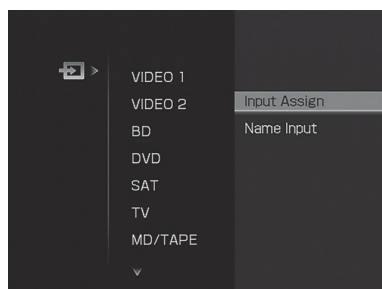 VIDEO 1
VIDEO 2
BD
DVD
SAT
TV
MD/TAPE
Input Assign
Name Input